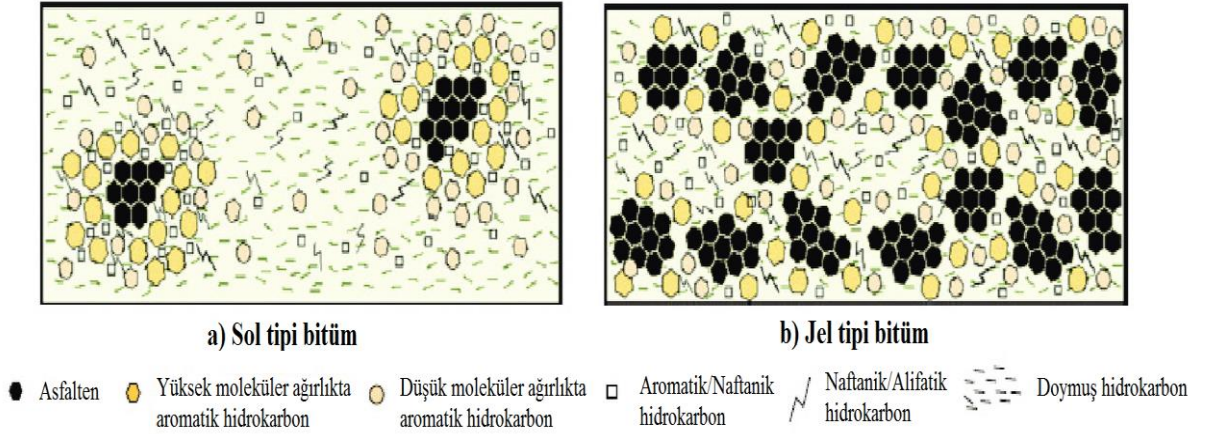 a) Sol tipi bitüm
b) Jel tipi bitüm
Asfalten
Yüksek moleküler ağırlıkta
aromatik hidrokarbon
Düşük moleküler ağırlıkta
aromatik hidrokarbon
Aromatik/Naftanik
hidrokarbon
Naftanik/Alifatik
hidrokarbon
Doymuş hidrokarbon